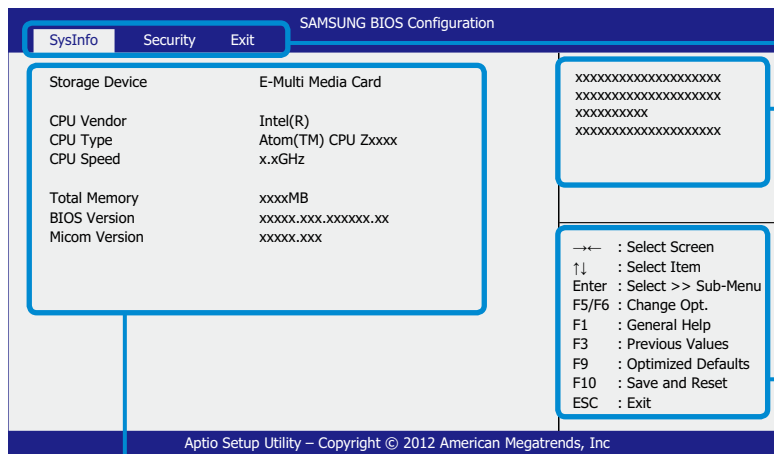 SAMSUNG BIOS Configuration
SysInfo Security Exit
Storage Device E-Multi Media Card
CPU Vendor Intel(R)
CPU Type Atom(TM) CPU Zxxxx
CPU Speed x.xGHz
Total Memory xxxxMB
BIOS Version xxxxx.xxx.xxxxxx.xx
Micom Version xxxxx.xxx
xxxxxxxxxxxxxxxxxxxx
xxxxxxxxxxxxxxxxxxxx
xxxxxxxxxx
xxxxxxxxxxxxxxxxxxxx
→← : Select Screen
↑↓ : Select Item
Enter : Select >> Sub-Menu
F5/F6 : Change Opt.
F1 : General Help
F3 : Previous Values
F9 : Optimized Defaults
F10 : Save and Reset
ESC : Exit
Aptio Setup Utility – Copyright © 2012 American Megatrends, Inc